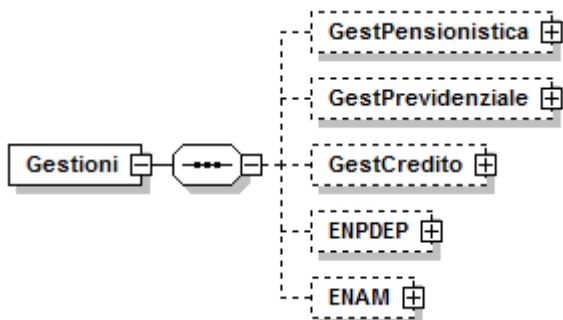 GestPensionistica
GestPrevidenziale
Gestioni
GestCredito
ENPDEP
ENAM